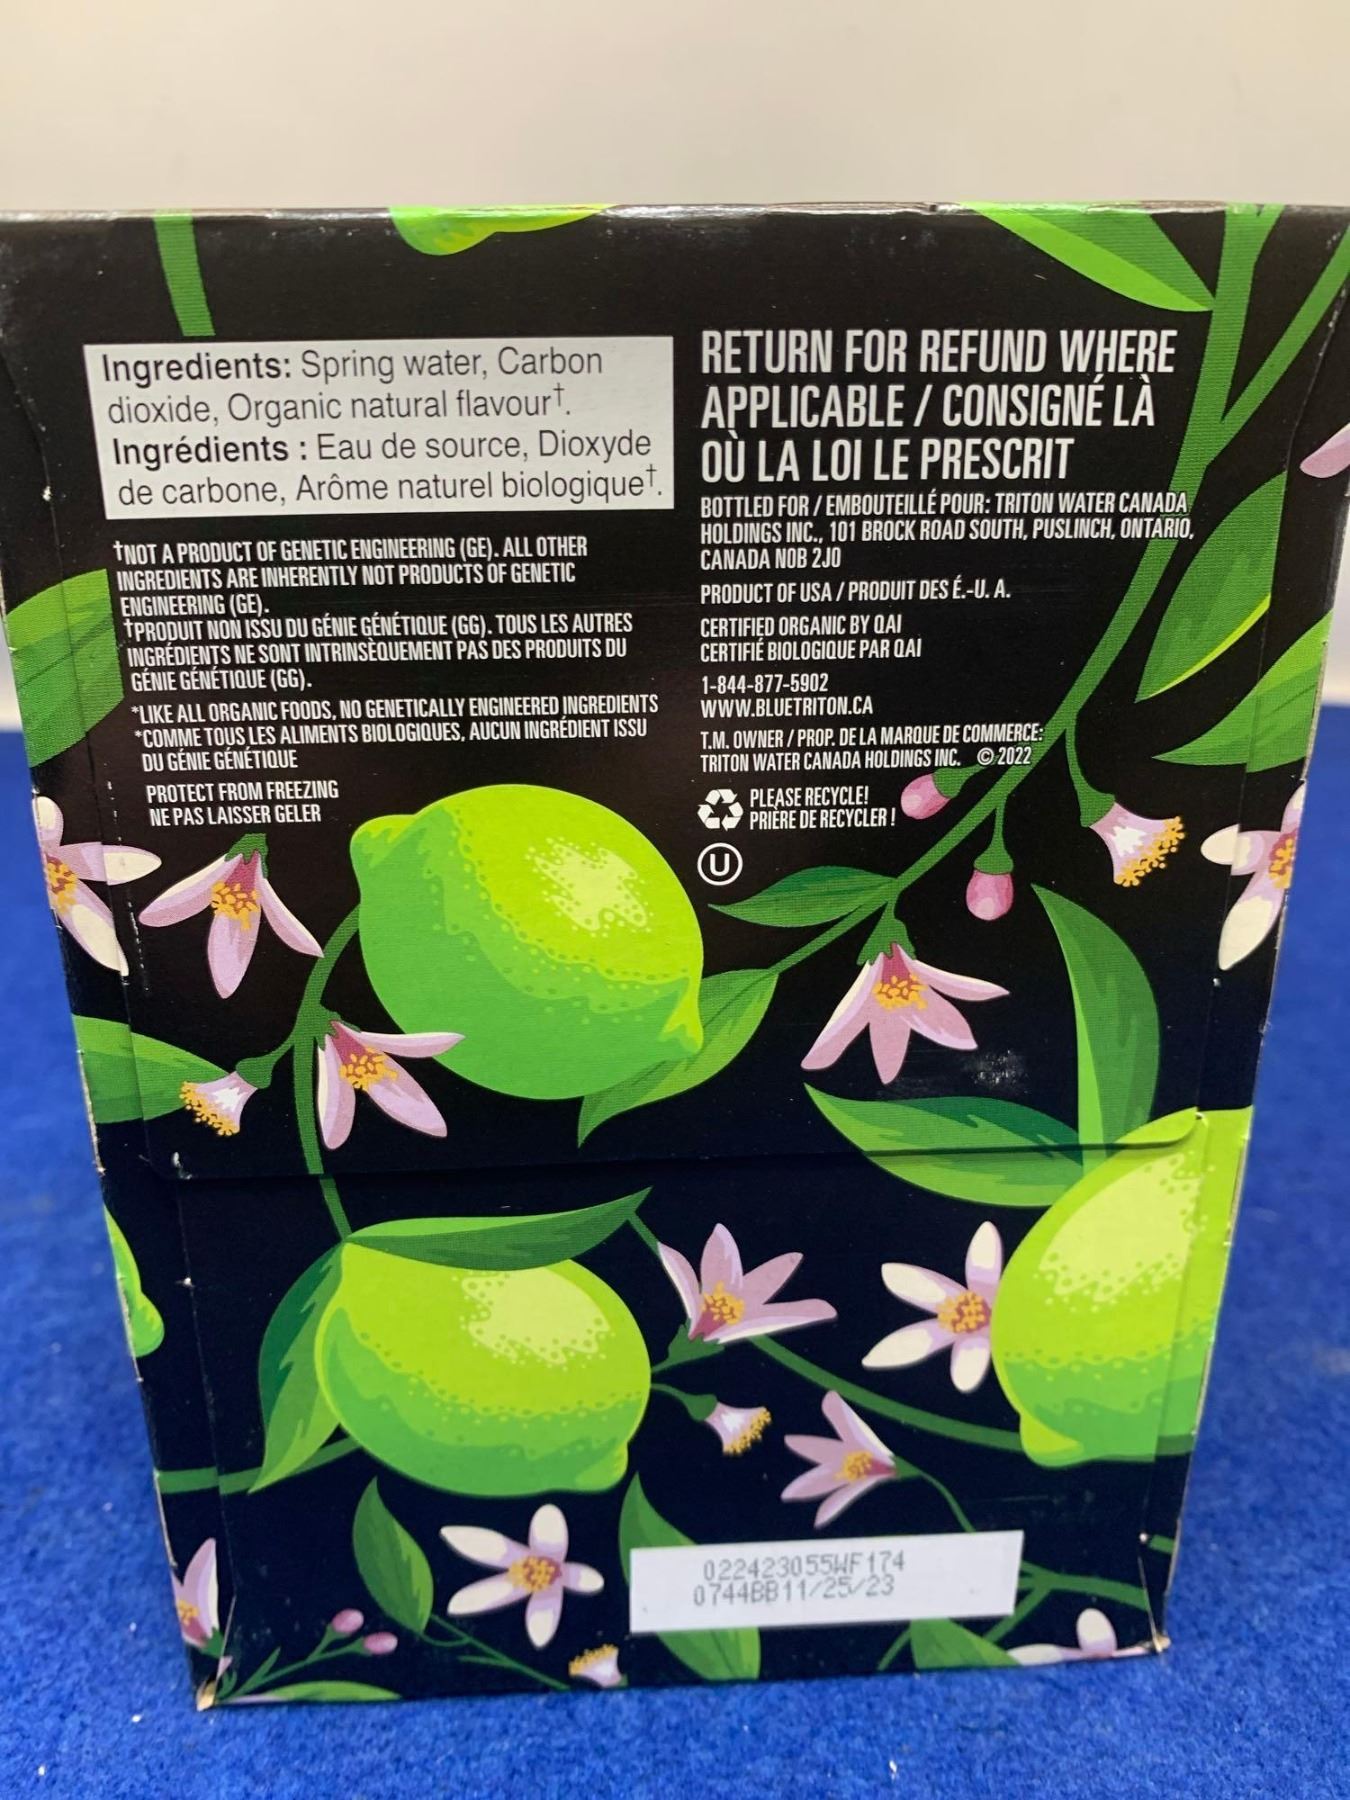 Ingredients: Spring water, Carbon
dioxide, Organic natural flavour†.
Ingrédients : Eau de source, Dioxyde
de carbone, Arôme naturel biologique†.
†NOT A PRODUCT OF GENETIC ENGINEERING (GE). ALL OTHER
INGREDIENTS ARE INHERENTLY NOT PRODUCTS OF GENETIC
ENGINEERING (GE).
†PRODUIT NON ISSU DU GÉNIE GÉNÉTIQUE (GG). TOUS LES AUTRES
INGRÉDIENTS NE SONT INTRINSÈQUEMENT PAS DES PRODUITS DU
GÉNIE GÉNÉTIQUE (GG).
*LIKE ALL ORGANIC FOODS, NO GENETICALLY ENGINEERED INGREDIENTS
*COMME TOUS LES ALIMENTS BIOLOGIQUES, AUCUN INGRÉDIENT ISSU
DU GÉNIE GÉNÉTIQUE
PROTECT FROM FREEZING
NE PAS LAISSER GELER
RETURN FOR REFUND WHERE
APPLICABLE / CONSIGNÉ LÀ
OÙ LA LOI LE PRESCRIT
BOTTLED FOR / EMBOUTEILLÉ POUR: TRITON WATER CANADA
HOLDINGS INC., 101 BROCK ROAD SOUTH, PUSLINCH, ONTARIO,
CANADA N0B 2J0
PRODUCT OF USA / PRODUIT DES É.-U. A.
CERTIFIED ORGANIC BY QAI
CERTIFIÉ BIOLOGIQUE PAR QAI
1-844-877-5902
WWW.BLUETRITON.CA
T.M. OWNER / PROP. DE LA MARQUE DE COMMERCE:
TRITON WATER CANADA HOLDINGS INC. © 2022
PLEASE RECYCLE!
PRIÈRE DE RECYCLER !
U
022423055WF174
0744BB11/25/23